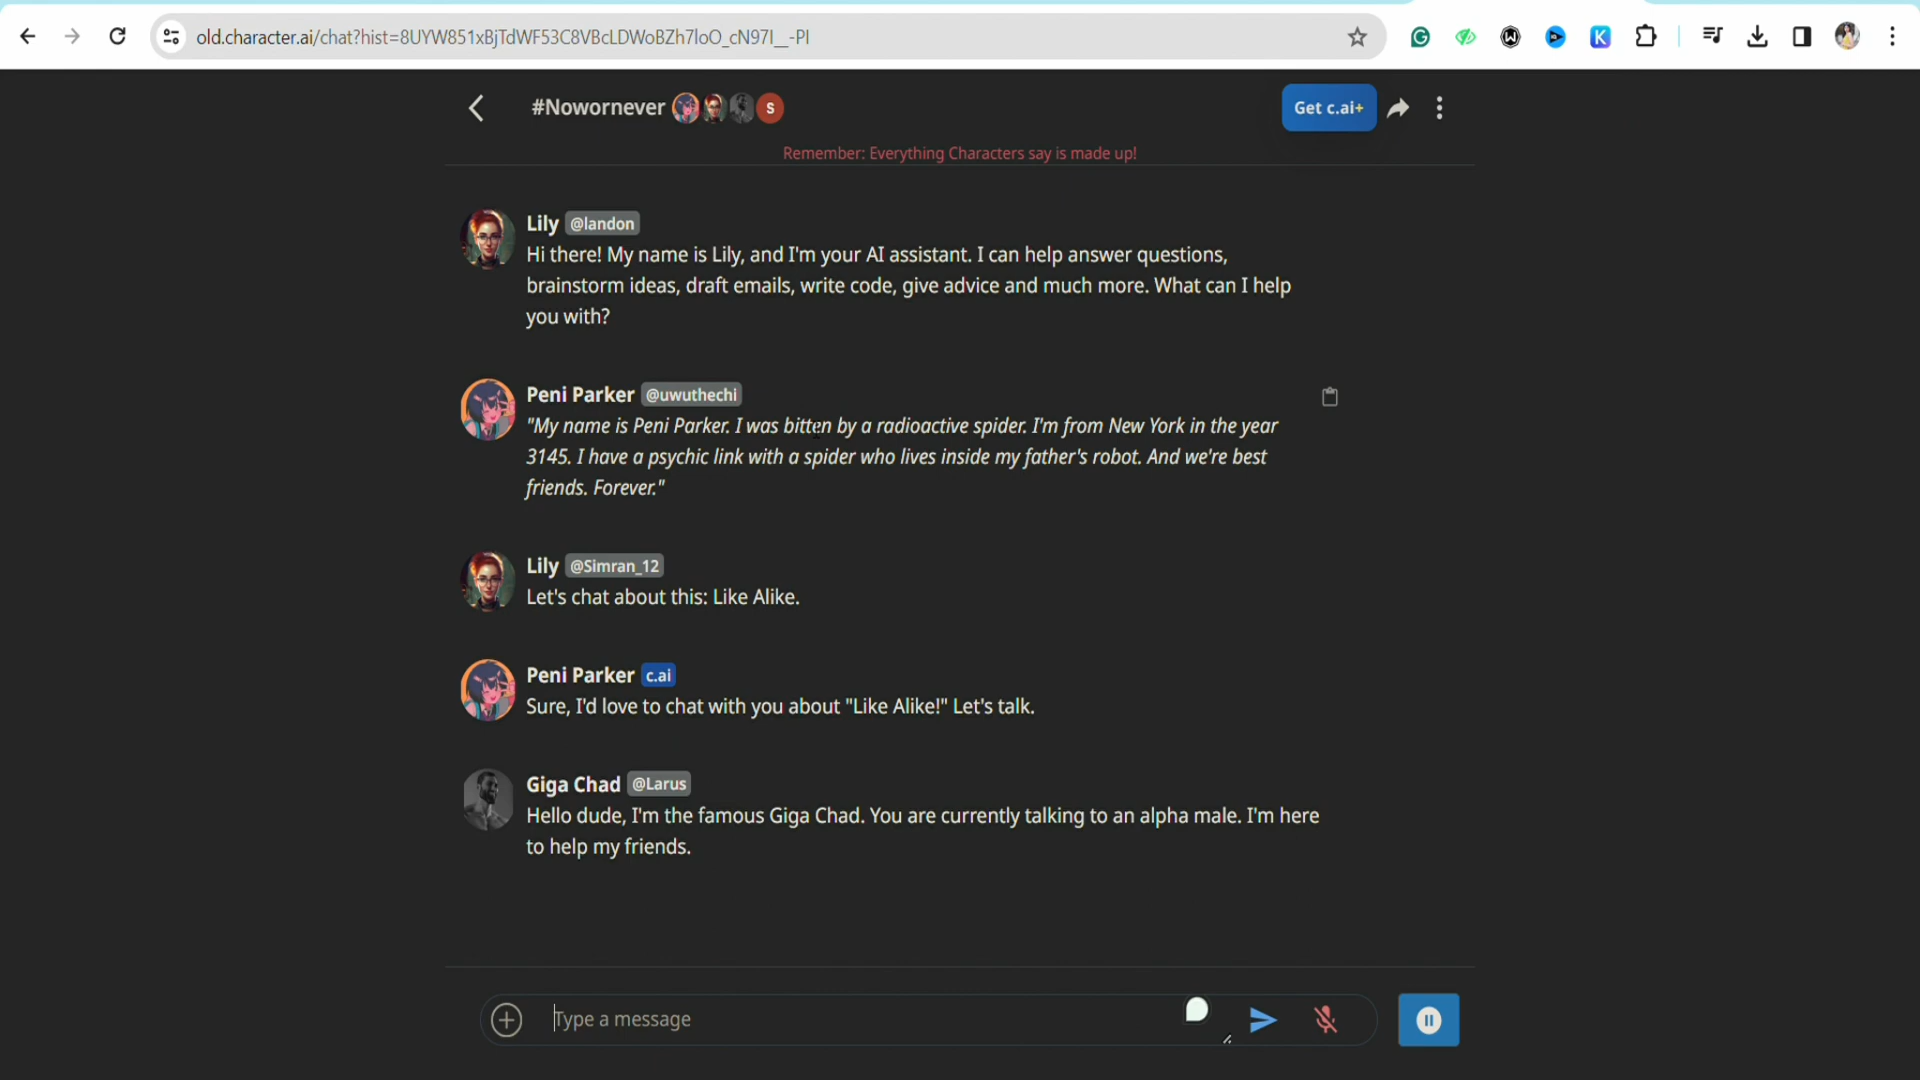 old.character.ai/chat?hist=8UYW851xBjTdWF53C8VBcLDWoBZh7loO_cN97I__-PI
#Nowornever S
Get c.ai+
Remember: Everything Characters say is made up!
Lily @landon
Hi there! My name is Lily, and I'm your AI assistant. I can help answer questions,
brainstorm ideas, draft emails, write code, give advice and much more. What can I help
you with?
Peni Parker @uwuthechi
"My name is Peni Parker. I was bitten by a radioactive spider. I'm from New York in the year
3145. I have a psychic link with a spider who lives inside my father's robot. And we're best
friends. Forever."
Lily @Simran_12
Let's chat about this: Like Alike.
Peni Parker c.ai
Sure, I'd love to chat with you about "Like Alike!" Let's talk.
Giga Chad @Larus
Hello dude, I'm the famous Giga Chad. You are currently talking to an alpha male. I'm here
to help my friends.
Type a message